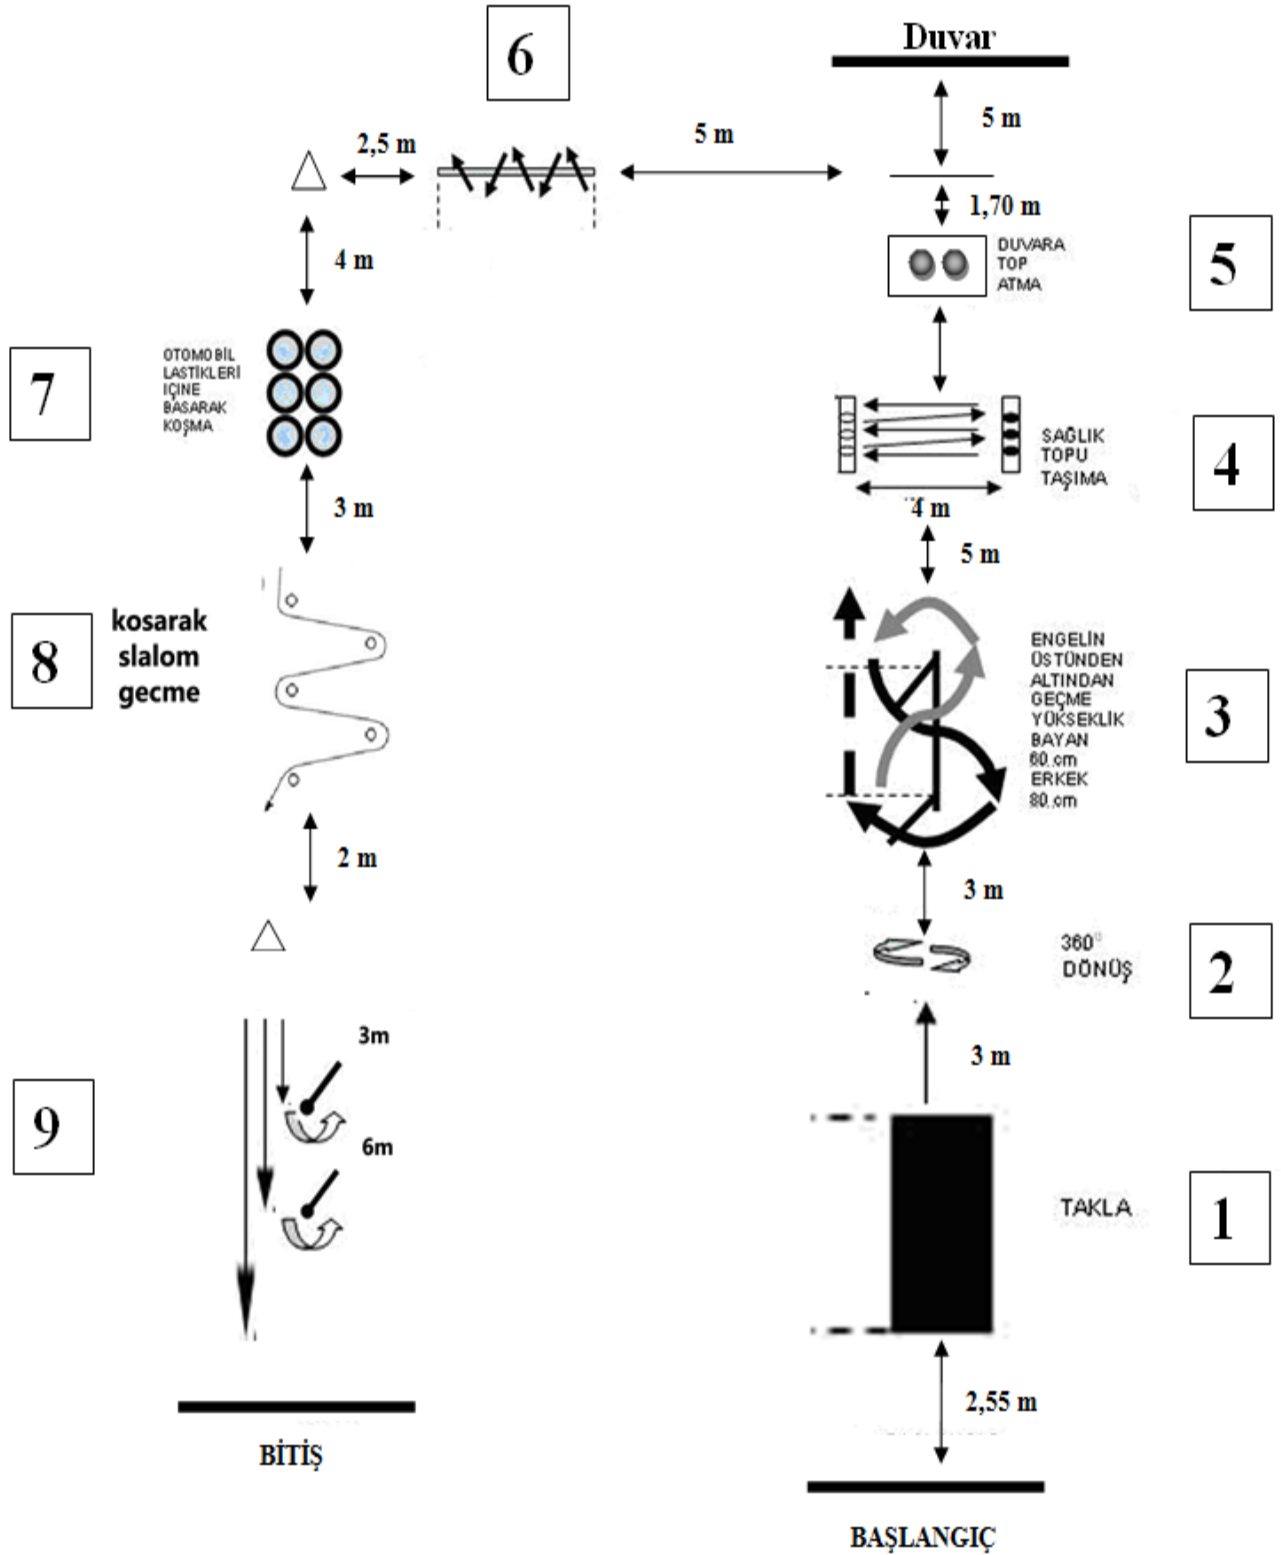 6
Duvar
5 m
2,5 m
5 m
1,70 m
DUVARA
TOP
ATMA
5
4 m
7
OTOMOBİL
LASTİKLERİ
IÇINE
BASARAK
KOŞMA
SAĞLIK
TOPU
TAŞIMA
4
4 m
3 m
5 m
8
kosarak
slalom
gecme
ENGELİN
ÜSTÜNDEN
ALTINDAN
GEÇME
YÜKSEKLİK
BAYAN
60.cm
ERKEK
80.cm
3
2 m
3 m
360°
DÖNÜŞ
2
9
3m
6m
3 m
TAKLA
1
2,55 m
BİTİŞ
BAŞLANGIÇ